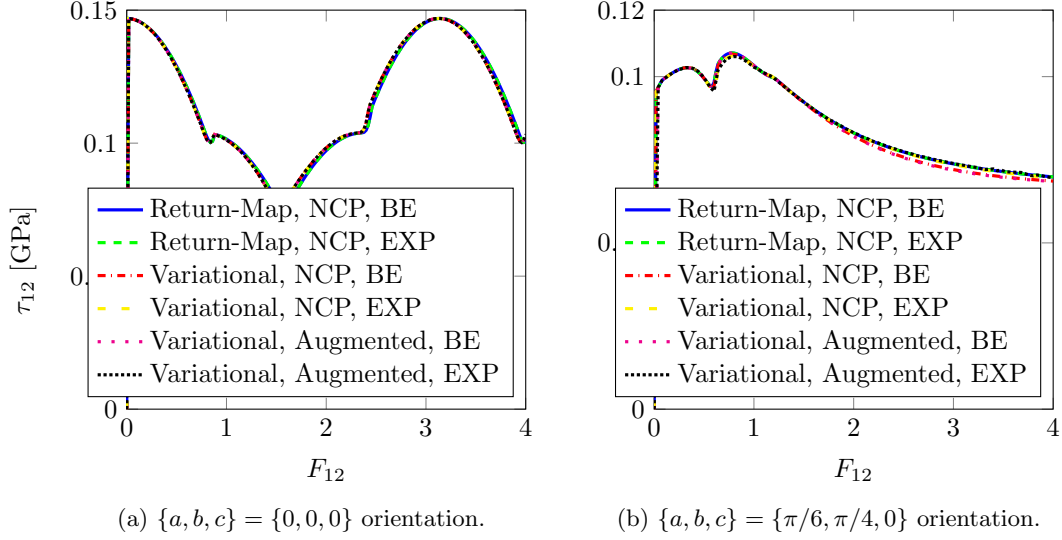 0.15
0.1
0.
0
τ₁₂ [GPa]
Return-Map, NCP, BE
Return-Map, NCP, EXP
Variational, NCP, BE
Variational, NCP, EXP
Variational, Augmented, BE
Variational, Augmented, EXP
0 1 2 3 4
F₁₂
(a) {a, b, c} = {0, 0, 0} orientation.
0.12
0.1
0.
0
Return-Map, NCP, BE
Return-Map, NCP, EXP
Variational, NCP, BE
Variational, NCP, EXP
Variational, Augmented, BE
Variational, Augmented, EXP
0 1 2 3 4
F₁₂
(b) {a, b, c} = {π/6, π/4, 0} orientation.